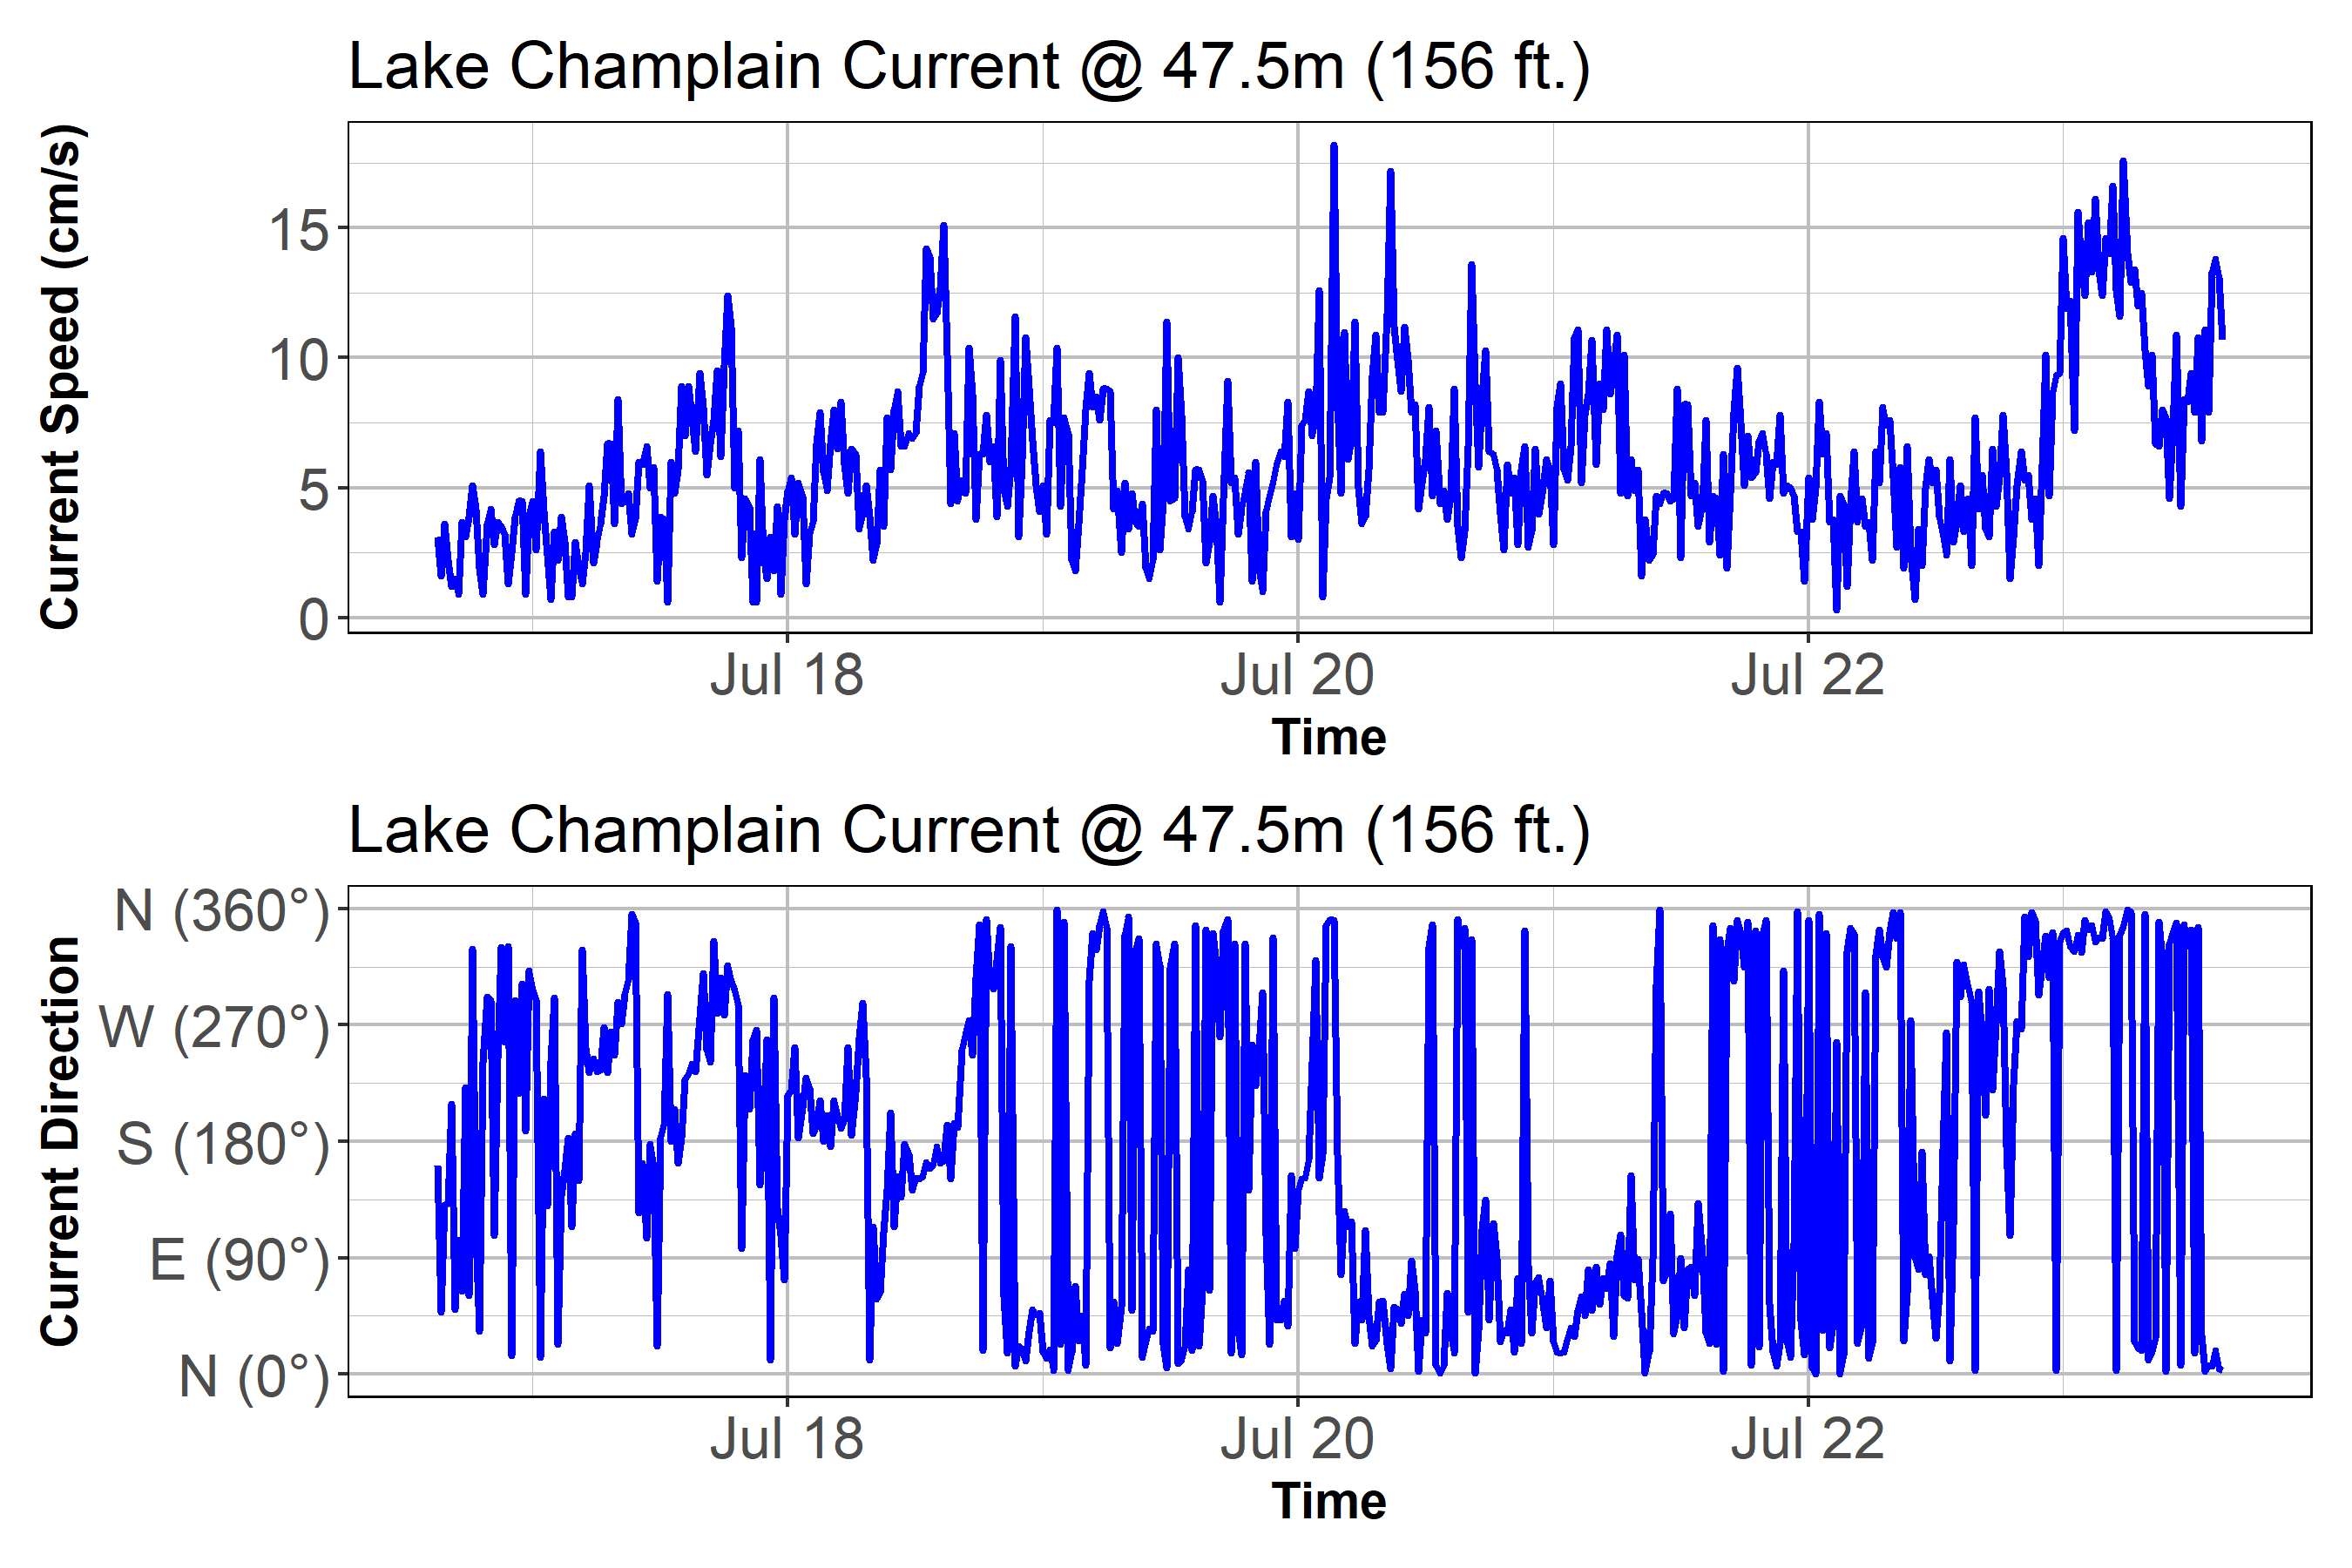 Lake Champlain Current @ 47.5m (156 ft.)
Current Speed (cm/s)
15
10
5
0
Jul 18 Jul 20 Jul 22
Time
Lake Champlain Current @ 47.5m (156 ft.)
Current Direction
N (360°)
W (270°)
S (180°)
E (90°)
N (0°)
Jul 18 Jul 20 Jul 22
Time